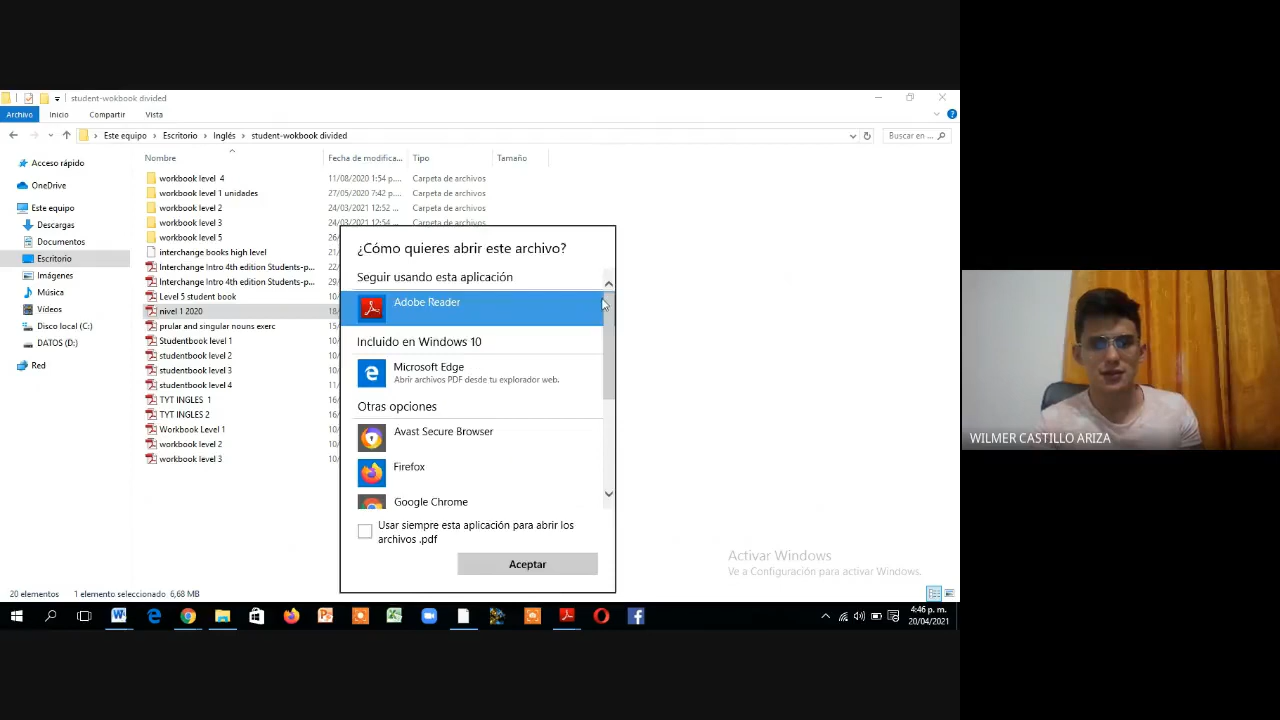 student-wokbook divided
Archivo Inicio Compartir Vista
Este equipo Escritorio Inglés student-wokbook divided
Buscar en ...
Nombre Fecha de modifica... Tipo Tamaño
Acceso rápido
OneDrive
Este equipo
Descargas
Documentos
Escritorio
Imágenes
Música
Vídeos
Disco local (C:)
DATOS (D:)
Red
workbook level 4 11/08/2020 1:54 p.... Carpeta de archivos
workbook level 1 unidades 27/05/2020 7:42 p.... Carpeta de archivos
workbook level 2 24/03/2021 12:52 ... Carpeta de archivos
workbook level 3 24/03/2021 12:54 ... Carpeta de archivos
workbook level 5
interchange books high level
Interchange Intro 4th edition Students-p...
Interchange Intro 4th edition Students-p...
Level 5 student book
nivel 1 2020
prular and singular nouns exerc
Studentbook level 1
studentbook level 2
studentbook level 3
studentbook level 4
TYT INGLES 1
TYT INGLES 2
Workbook Level 1
workbook level 2
workbook level 3
¿Cómo quieres abrir este archivo?
Seguir usando esta aplicación
Adobe Reader
Incluido en Windows 10
Microsoft Edge
Abrir archivos PDF desde tu explorador web.
Otras opciones
Avast Secure Browser
Firefox
Google Chrome
Usar siempre esta aplicación para abrir los
archivos .pdf
Aceptar
Activar Windows
Ve a Configuración para activar Windows.
20 elementos 1 elemento seleccionado 6,68 MB
4:46 p. m.
20/04/2021
WILMER CASTILLO ARIZA